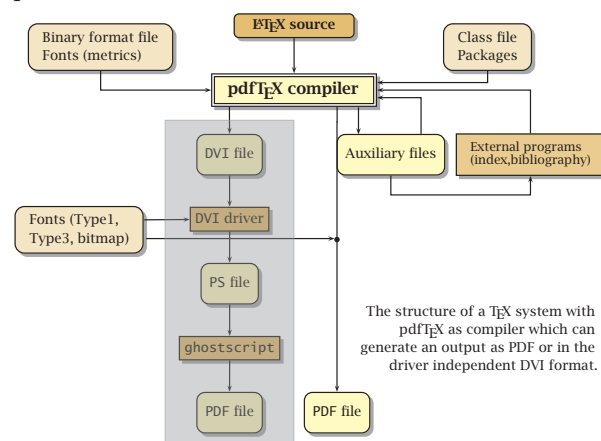 LATEX source
Binary format file
Fonts (metrics)
Class file
Packages
pdfTEX compiler
DVI file
Auxiliary files
External programs
(index,bibliography)
Fonts (Type1,
Type3, bitmap)
DVI driver
PS file
The structure of a TEX system with
pdfTEX as compiler which can
generate an output as PDF or in the
driver independent DVI format.
ghostscript
PDF file
PDF file